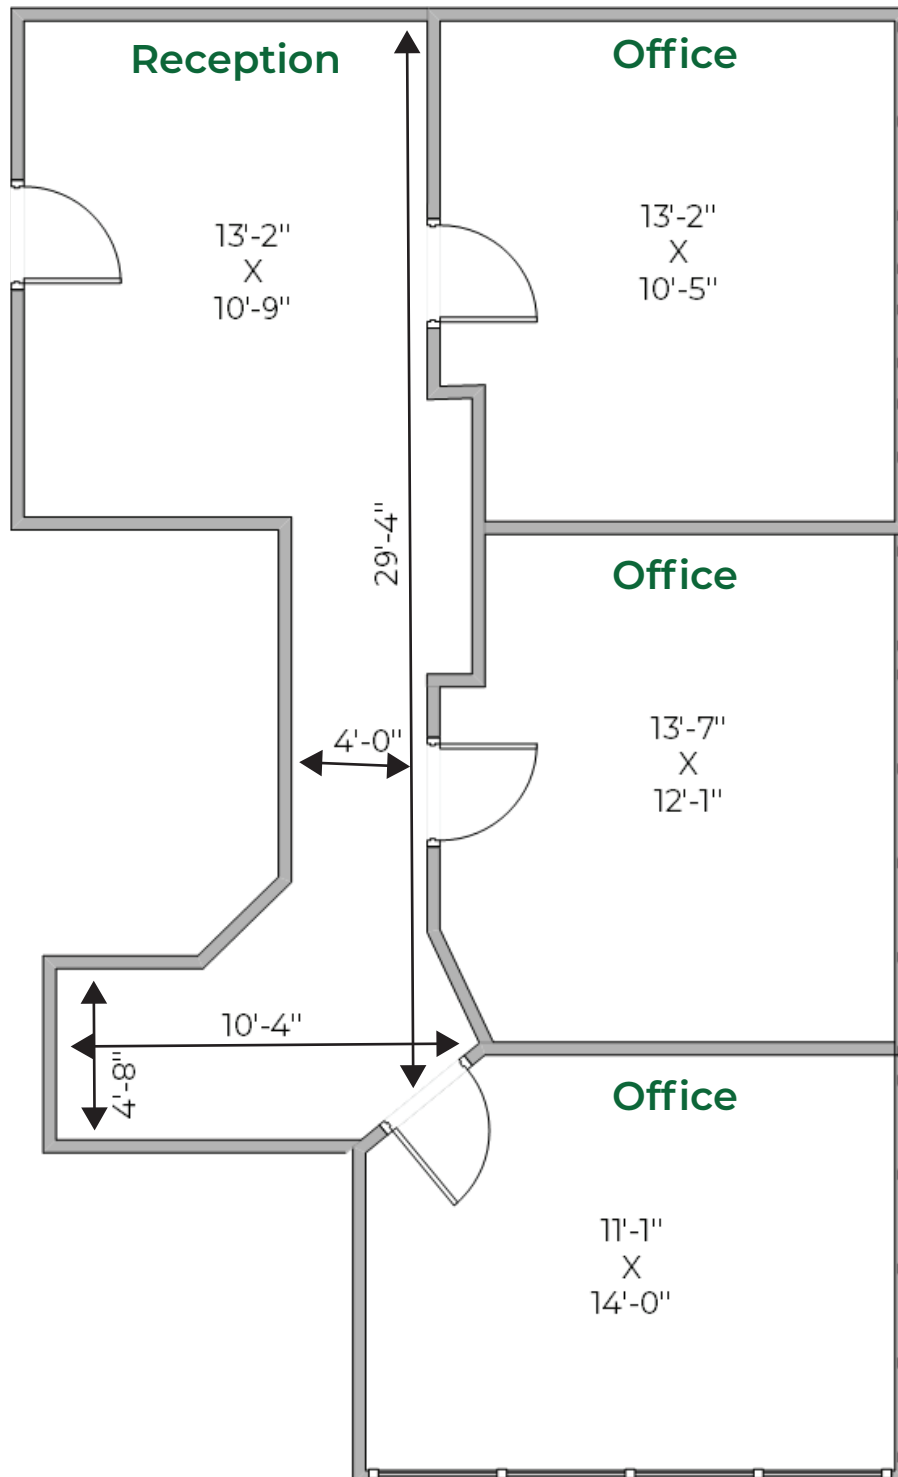 Reception
Office
13'-2"
X
10'-9"
13'-2"
X
10'-5"
29'-4"
Office
4'-0"
13'-7"
X
12'-1"
10'-4"
4'-8"
Office
11'-1"
X
14'-0"